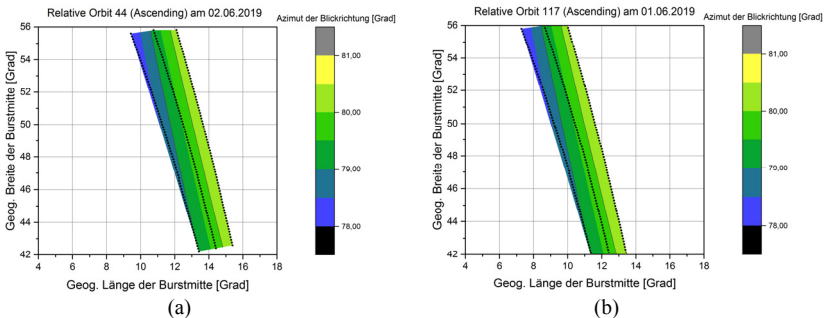 Relative Orbit 44 (Ascending) am 02.06.2019
Azimut der Blickrichtung [Grad]
Geog. Breite der Burstmitte [Grad]
56
54
52
50
48
46
44
42
4 6 8 10 12 14 16 18
Geog. Länge der Burstmitte [Grad]
81,00
80,00
79,00
78,00
(a)
Relative Orbit 117 (Ascending) am 01.06.2019
Azimut der Blickrichtung [Grad]
Geog. Breite der Burstmitte [Grad]
56
54
52
50
48
46
44
42
4 6 8 10 12 14 16 18
Geog. Länge der Burstmitte [Grad]
81,00
80,00
79,00
78,00
(b)